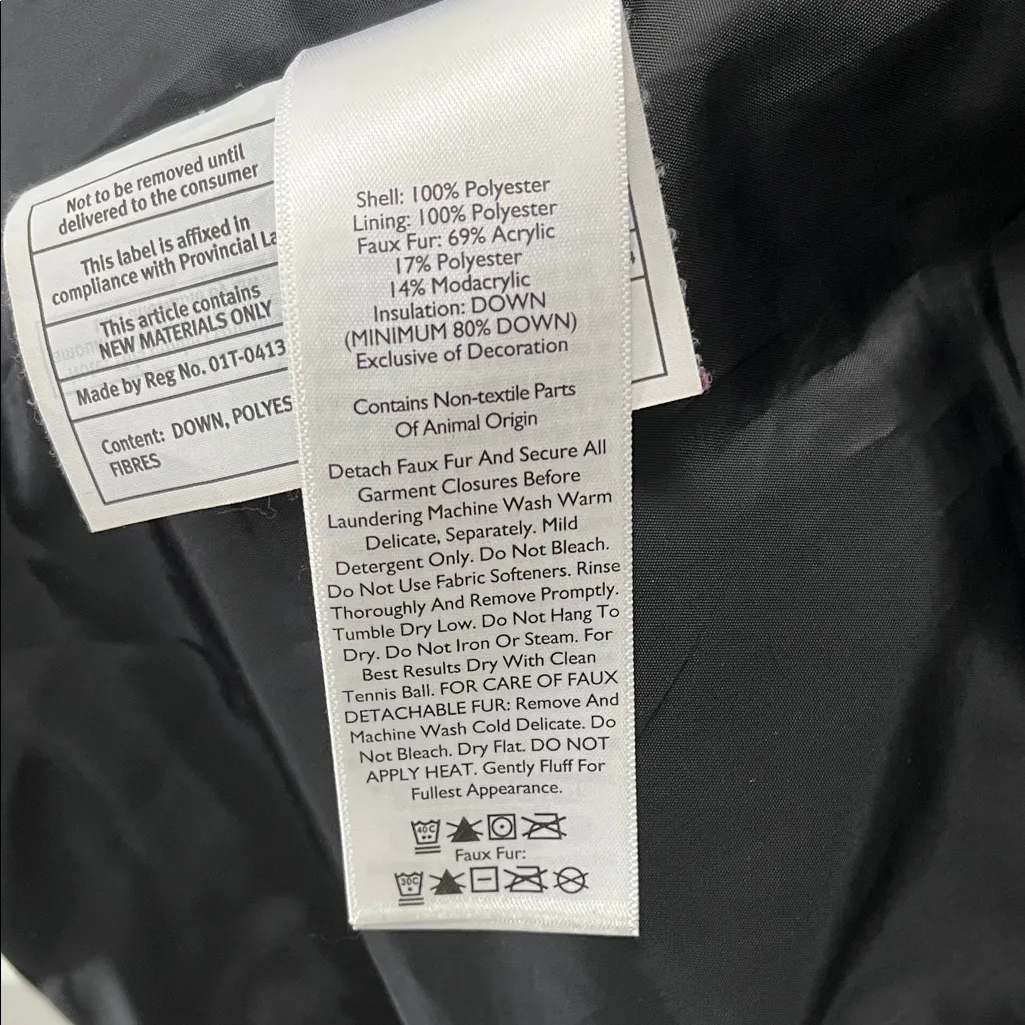 Not to be removed until
delivered to the consumer
This label is affixed in
compliance with Provincial
This article contains
NEW MATERIALS ONLY
Made by Reg No. 01T-0413
Content: DOWN,
FIBRES
Shell: 100% Polyester
Lining: 100% Polyester
Faux Fur: 69% Acrylic
17% Polyester
14% Modacrylic
Insulation: DOWN
(MINIMUM 80% DOWN)
Exclusive of Decoration
Contains Non-textile Parts
Of Animal Origin
Detach Faux Fur And Secure All
Garment Closures Before
Laundering Machine Wash Warm
Delicate, Separately. Mild
Detergent Only. Do Not Bleach.
Do Not Use Fabric Softeners. Rinse
Thoroughly And Remove Promptly.
Tumble Dry Low. Do Not Hang To
Dry. Do Not Iron Or Steam. For
Best Results Dry With Clean
Tennis Ball. FOR CARE OF FAUX
DETACHABLE FUR: Remove And
Machine Wash Cold Delicate. Do
Not Bleach. Dry Flat. DO NOT
APPLY HEAT. Gently Fluff For
Fullest Appearance.
40C
Faux Fur:
30C